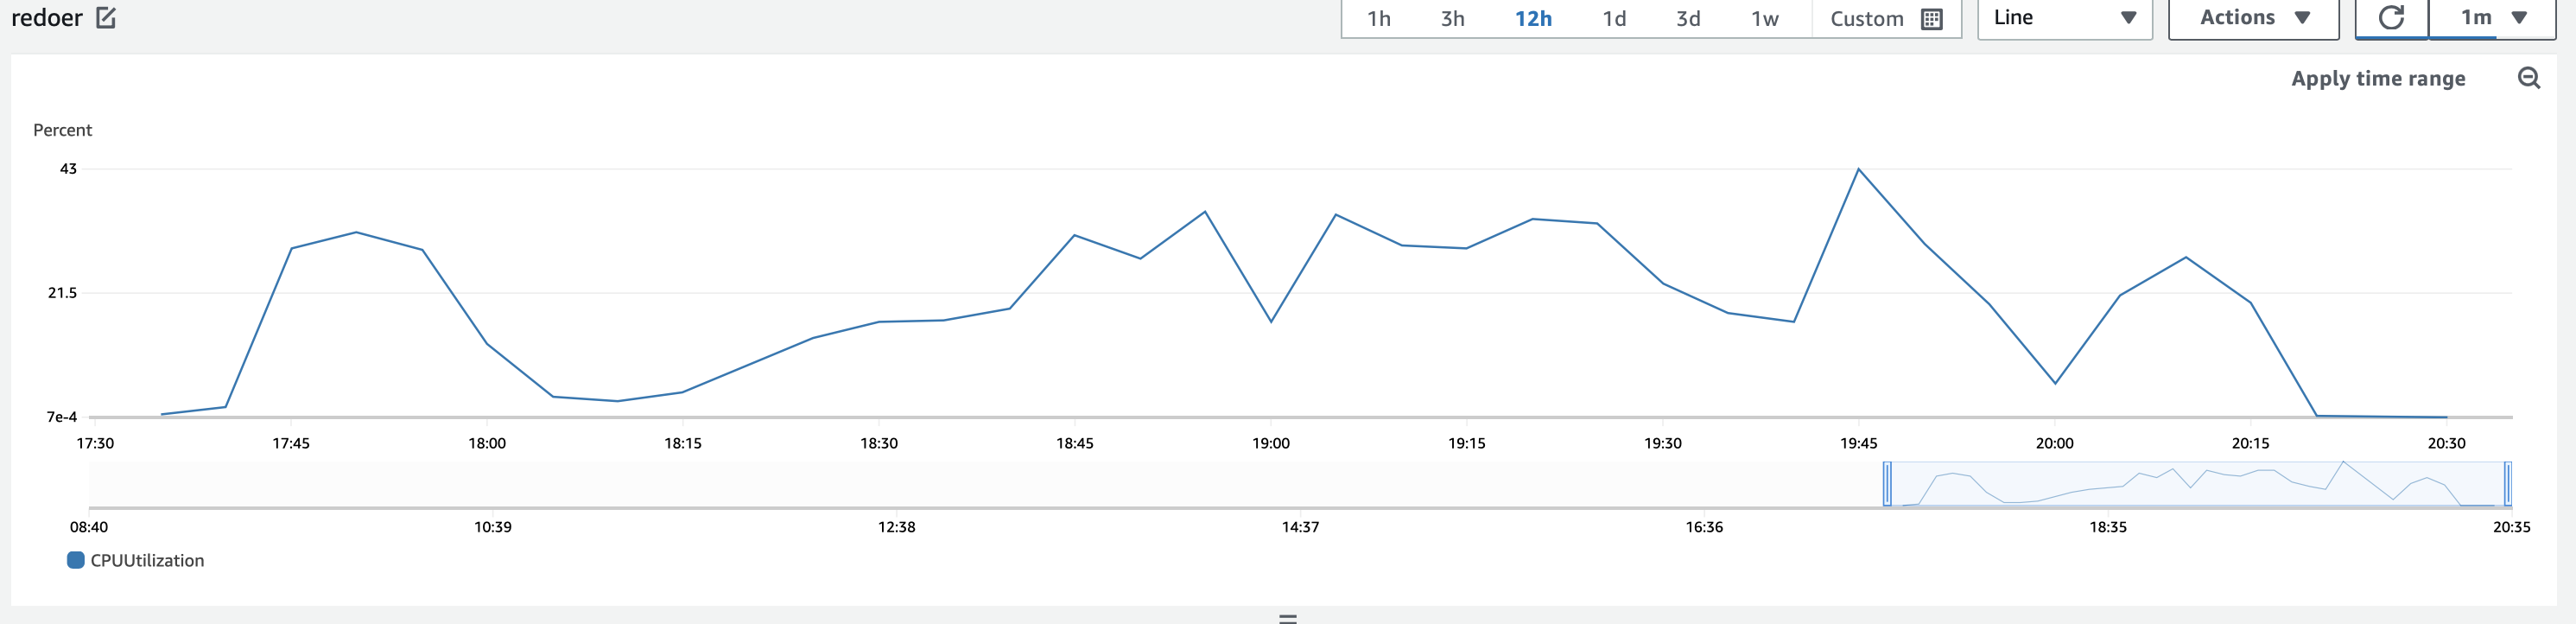 redoer 1h 3h 12h 1d 3d 1w Custom Line Actions 1m
Apply time range
Percent
43
21.5
7e-4
17:30 17:45 18:00 18:15 18:30 18:45 19:00 19:15 19:30 19:45 20:00 20:15 20:30
08:40 10:39 12:38 14:37 16:36 18:35 20:35
CPUUtilization